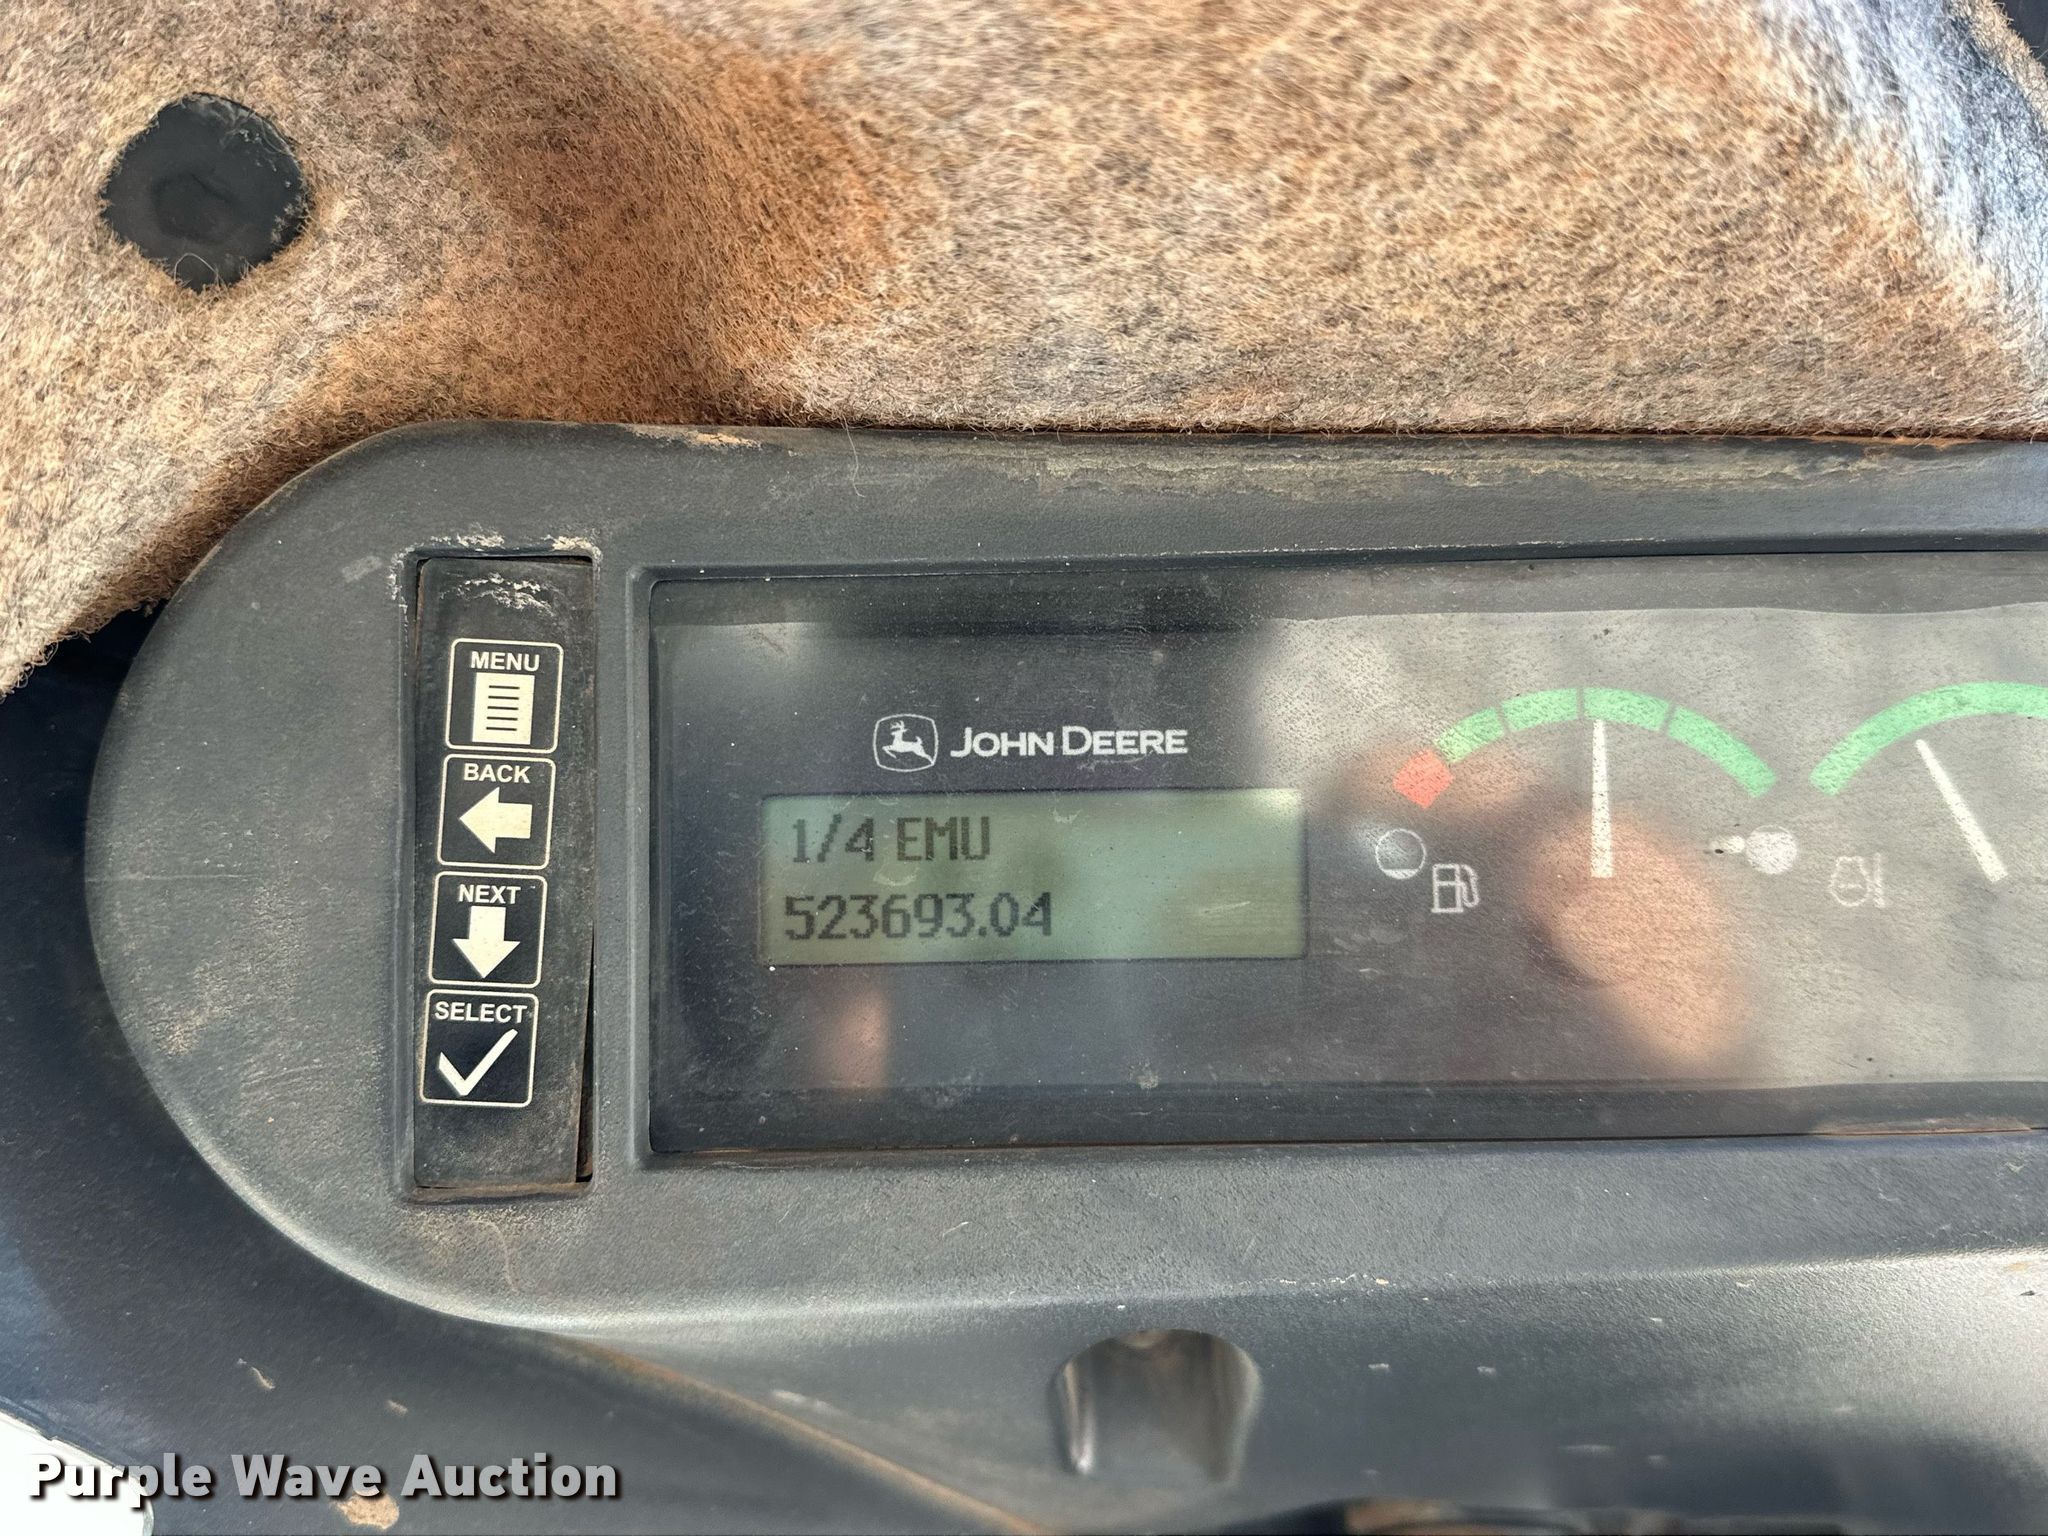 MENU
BACK
NEXT
SELECT
JOHN DEERE
1/4 EMU
523693.04
Purple Wave Auction